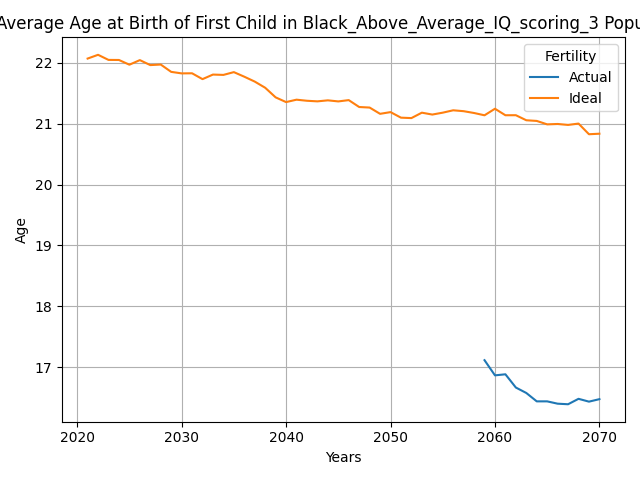 Average Age at Birth of First Child in Black_Above_Average_IQ_scoring_3
Fertility
Actual
Ideal
22
21
20
19
18
17
Age
2020 2030 2040 2050 2060 2070
Years